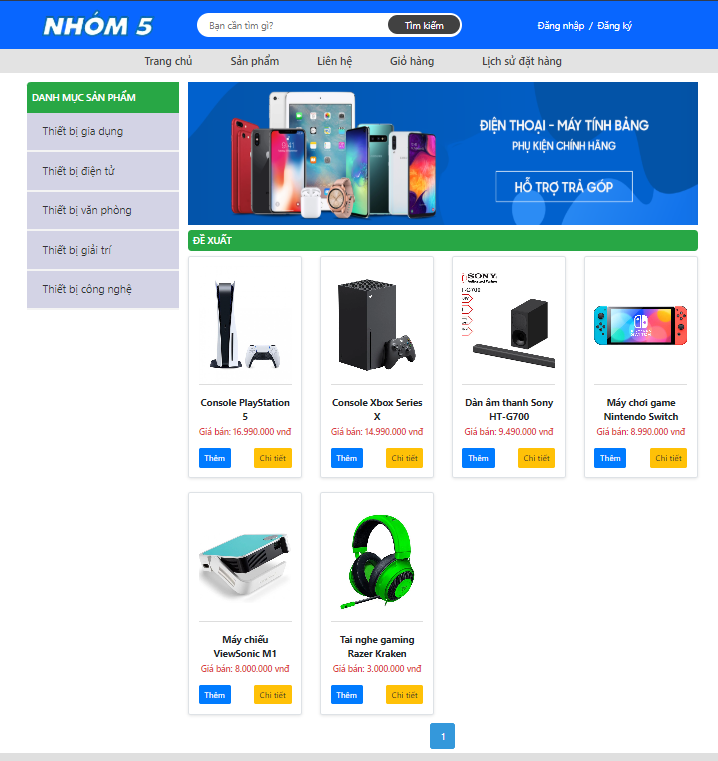 NHÓM 5
Bạn cần tìm gì?
Tìm kiếm
Đăng nhập / Đăng ký
Trang chủ
Sản phẩm
Liên hệ
Giỏ hàng
Lịch sử đặt hàng
DANH MỤC SẢN PHẨM
Thiết bị gia dụng
Thiết bị điện tử
Thiết bị văn phòng
Thiết bị giải trí
Thiết bị công nghệ
ĐIỆN THOẠI - MÁY TÍNH BẢNG
PHỤ KIỆN CHÍNH HÃNG
HỖ TRỢ TRẢ GÓP
ĐỀ XUẤT
Console PlayStation
5
Giá bán: 16.990.000 vnđ
Thêm
Chi tiết
Console Xbox Series
X
Giá bán: 14.990.000 vnđ
Thêm
Chi tiết
SONY
Dàn âm thanh Sony
HT-G700
Giá bán: 9.490.000 vnđ
Thêm
Chi tiết
Máy chơi game
Nintendo Switch
Giá bán: 8.990.000 vnđ
Thêm
Chi tiết
Máy chiếu
ViewSonic M1
Giá bán: 8.000.000 vnđ
Thêm
Chi tiết
Tai nghe gaming
Razer Kraken
Giá bán: 3.000.000 vnđ
Thêm
Chi tiết
1